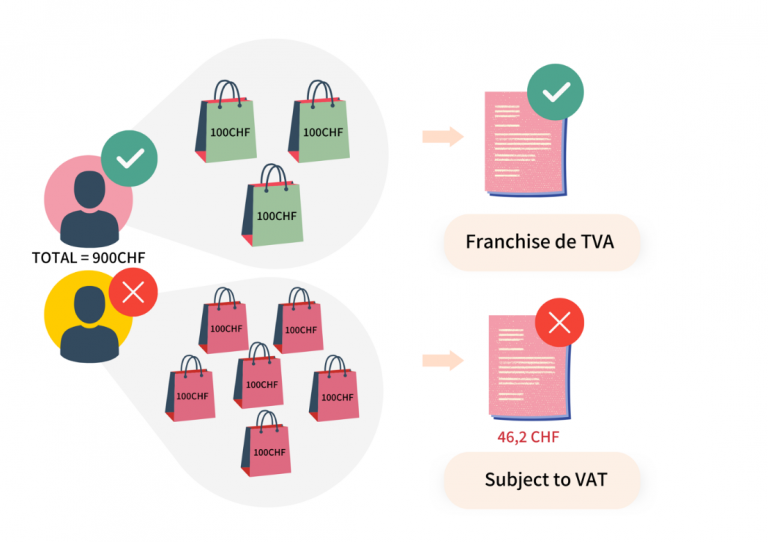 100CHF
100CHF
100CHF
TOTAL = 900CHF
Franchise de TVA
100CHF
100CHF
100CHF
100CHF
100CHF
100CHF
46,2 CHF
Subject to VAT